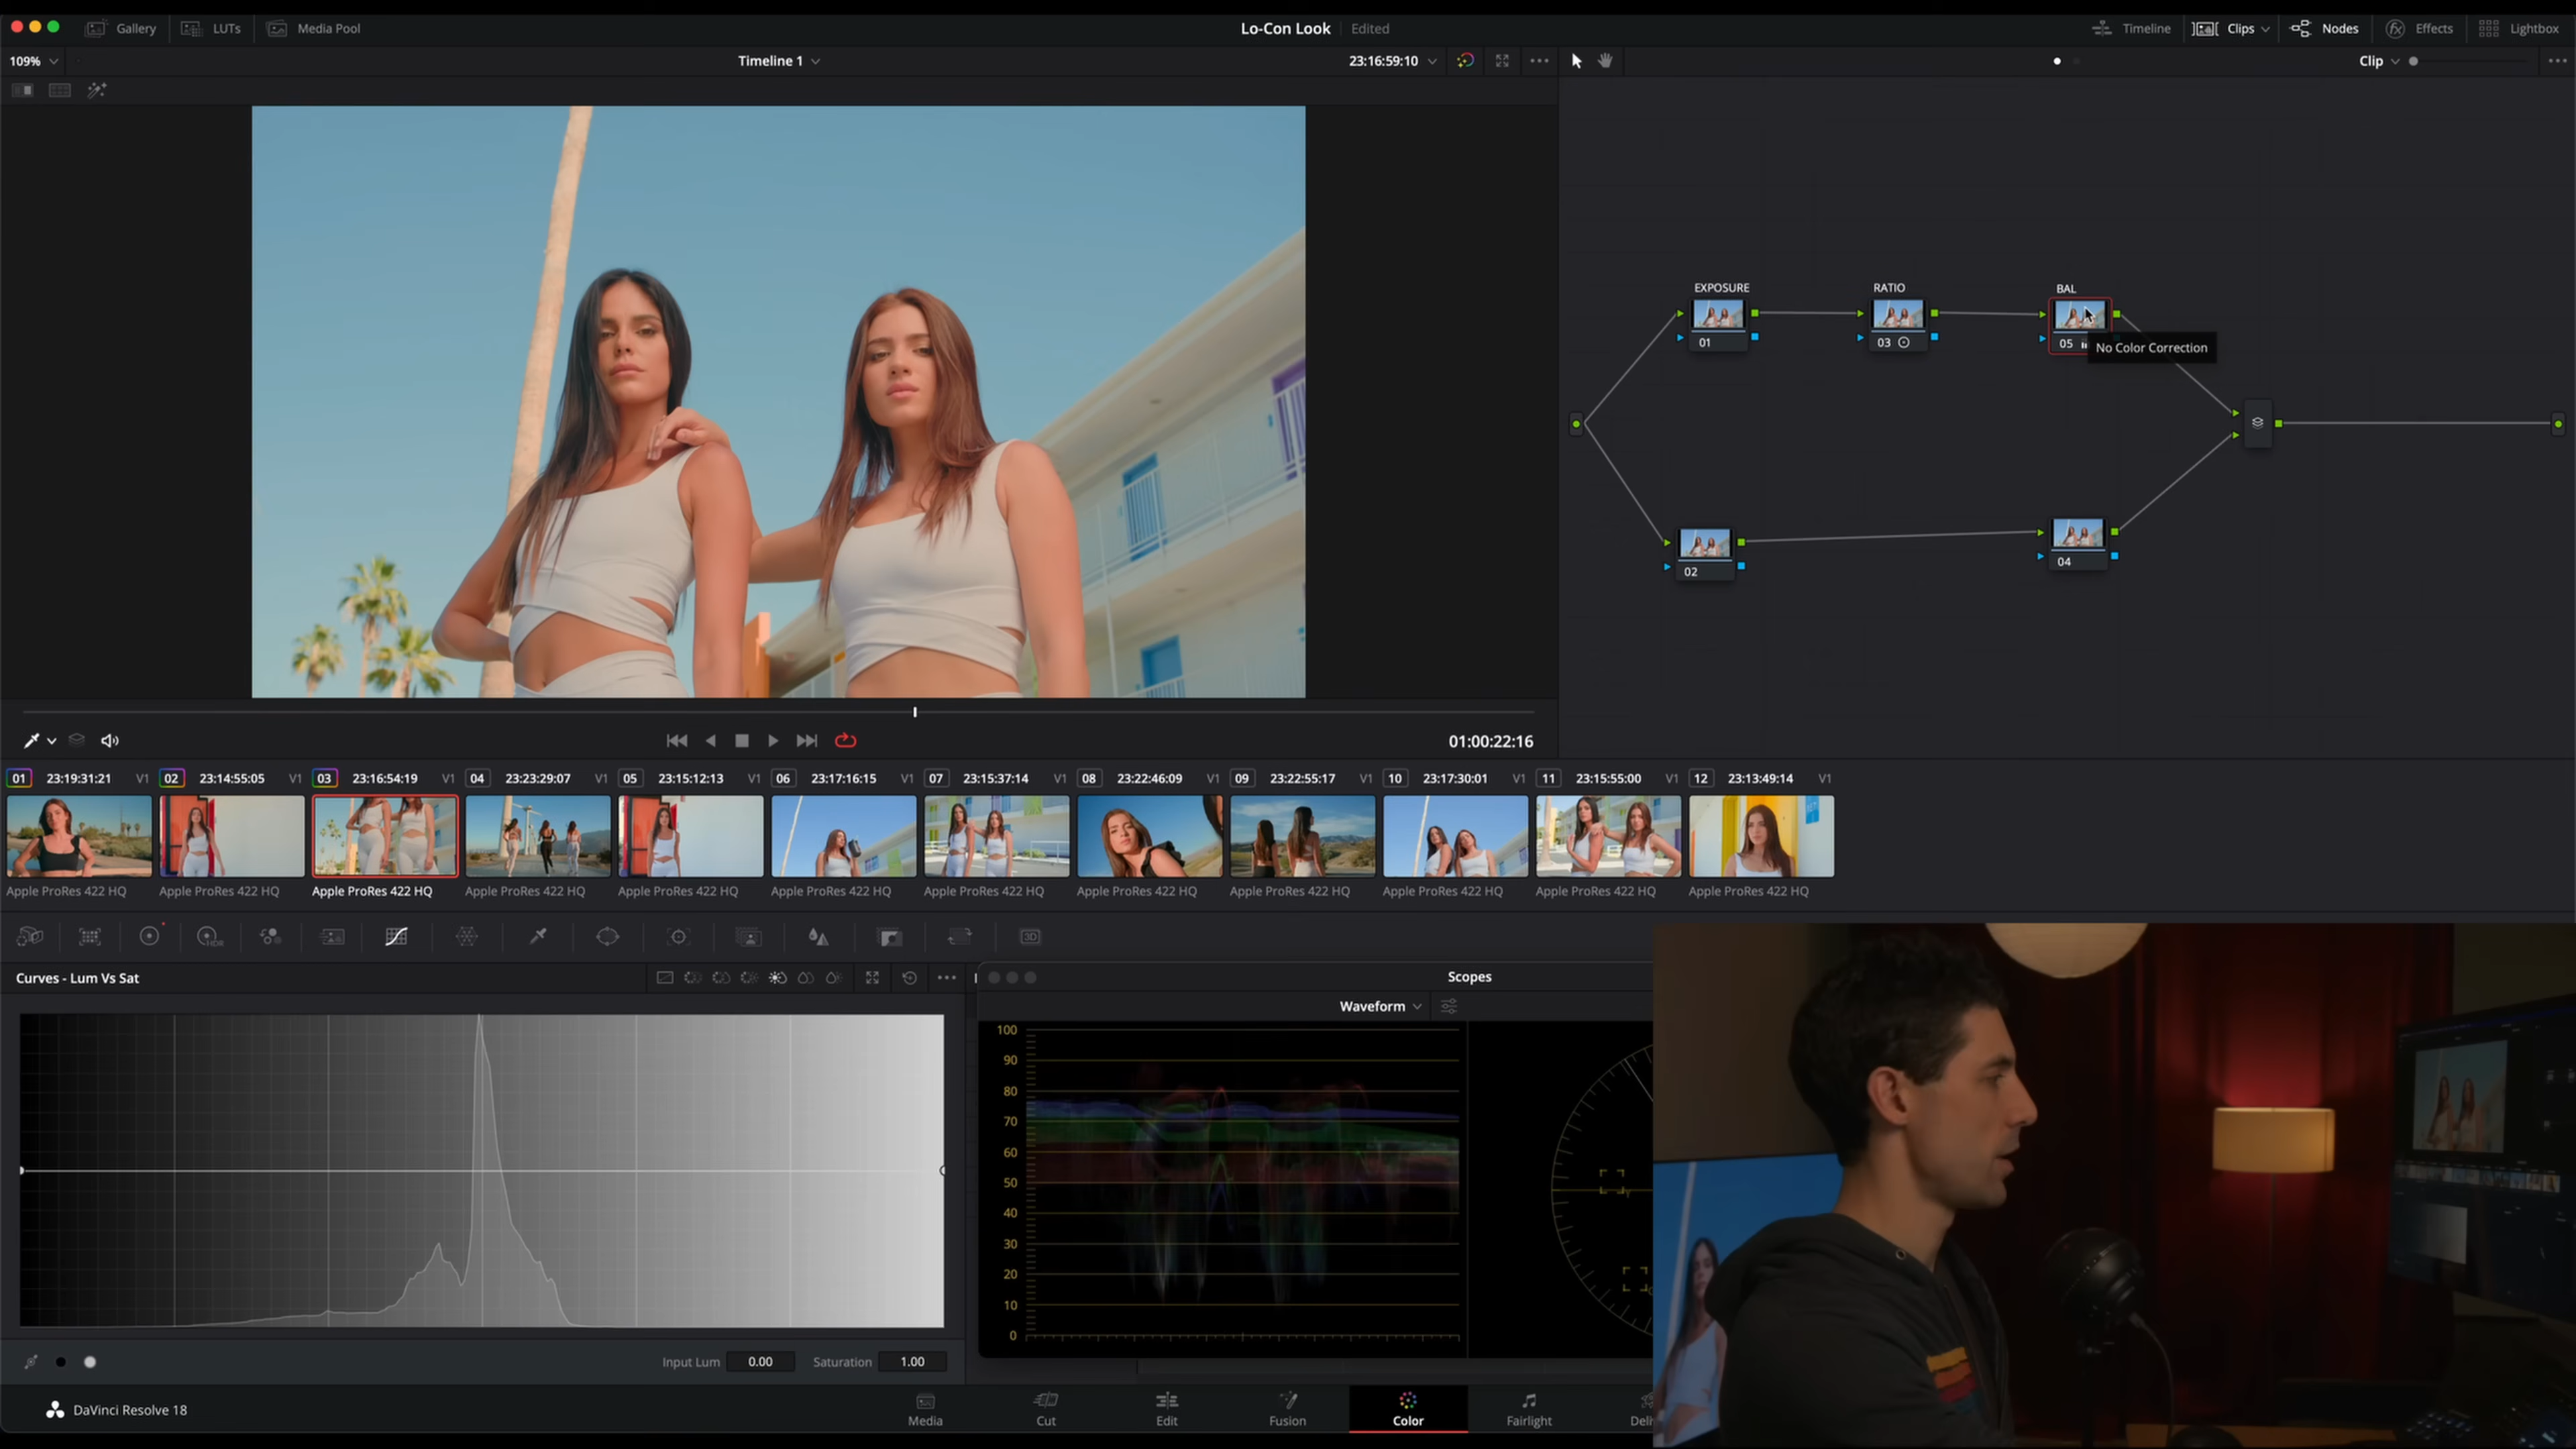 Gallery LUTs Media Pool Lo-Con Look Edited Timeline Clips Nodes Effects Lightbox
109% Timeline 1 23:16:59:10 Clip
EXPOSURE RATIO BAL
01 03 05
No Color Correction
02 04
01:00:22:16
01 23:19:31:21 V1 02 23:14:55:05 V1 03 23:16:54:19 V1 04 23:23:29:07 V1 05 23:15:12:13 V1 06 23:17:16:15 V1 07 23:15:37:14 V1 08 23:22:46:09 V1 09 23:22:55:17 V1 10 23:17:30:01 V1 11 23:15:55:00 V1 12 23:13:49:14 V1
Apple ProRes 422 HQ Apple ProRes 422 HQ Apple ProRes 422 HQ Apple ProRes 422 HQ Apple ProRes 422 HQ Apple ProRes 422 HQ Apple ProRes 422 HQ Apple ProRes 422 HQ Apple ProRes 422 HQ Apple ProRes 422 HQ Apple ProRes 422 HQ Apple ProRes 422 HQ
HDR 3D
Curves - Lum Vs Sat Scopes
Waveform
100
90
80
70
60
50
40
30
20
10
0
Input Lum 0.00 Saturation 1.00
DaVinci Resolve 18 Media Cut Edit Fusion Color Fairlight